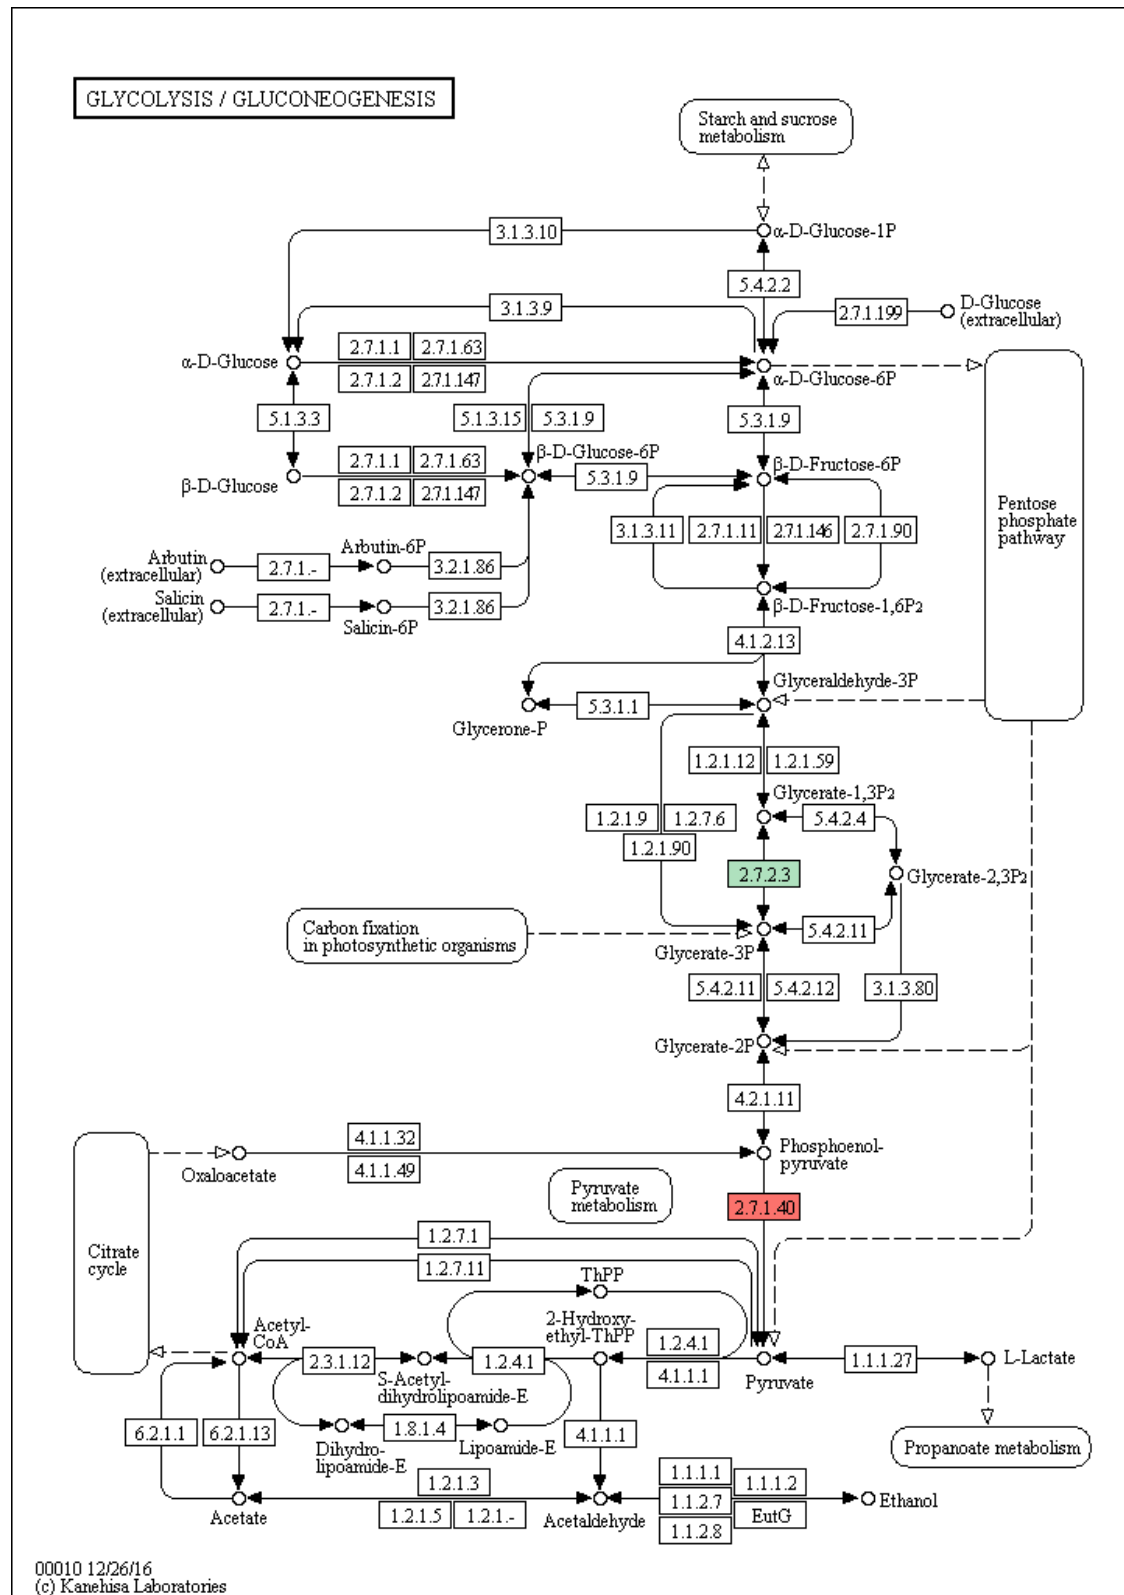 GLYCOLYSIS / GLUCONEOGENESIS
Starch and sucrose
metabolism
3.1.3.10
α-D-Glucose-1P
5.4.2.2
3.1.3.9
2.7.1.199
D-Glucose
(extracellular)
2.7.1.1
2.7.1.63
α-D-Glucose
2.7.1.2
2.7.1.147
α-D-Glucose-6P
5.1.3.3
5.1.3.15
5.3.1.9
5.3.1.9
2.7.1.1
2.7.1.63
β-D-Glucose-6P
β-D-Fructose-6P
β-D-Glucose
2.7.1.2
2.7.1.147
5.3.1.9
Pentose
phosphate
pathway
3.1.3.11
2.7.1.11
2.7.1.146
2.7.1.90
Arbutin
(extracellular)
2.7.1.-
Arbutin-6P
3.2.1.86
Salicin
(extracellular)
2.7.1.-
Salicin-6P
3.2.1.86
β-D-Fructose-1,6P2
4.1.2.13
Glyceraldehyde-3P
Glycerone-P
5.3.1.1
1.2.1.12
1.2.1.59
Glycerate-1,3P2
1.2.1.9
1.2.7.6
5.4.2.4
1.2.1.90
2.7.2.3
Glycerate-2,3P2
Carbon fixation
in photosynthetic organisms
5.4.2.11
Glycerate-3P
5.4.2.11
5.4.2.12
3.1.3.80
Glycerate-2P
4.2.1.11
4.1.1.32
Oxaloacetate
4.1.1.49
Phosphoenol-
pyruvate
Pyruvate
metabolism
2.7.1.40
Citrate
cycle
1.2.7.1
1.2.7.11
ThPP
Acetyl-
CoA
2-Hydroxy-
ethyl-ThPP
1.2.4.1
2.3.1.12
1.2.4.1
4.1.1.1
Pyruvate
1.1.1.27
L-Lactate
S-Acetyl-
dihydrolipoamide-E
6.2.1.1
6.2.1.13
1.8.1.4
Dihydro-
lipoamide-E
Lipoamide-E
4.1.1.1
Propanoate metabolism
1.2.1.3
1.1.1.1
1.1.1.2
Acetate
1.2.1.5
1.2.1.-
Acetaldehyde
1.1.2.7
EutG
1.1.2.8
Ethanol
00010 12/26/16
(c) Kanehisa Laboratories